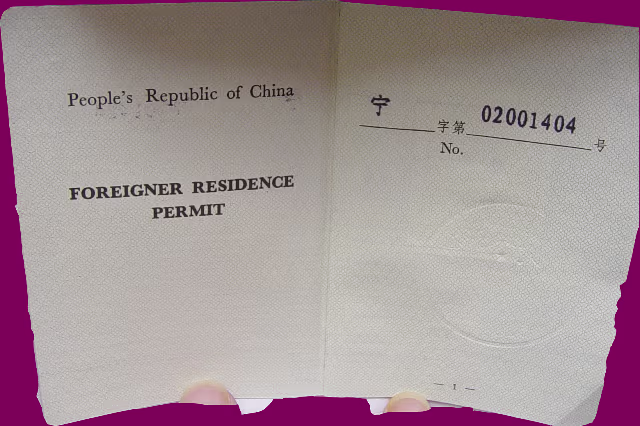 People's Republic of China
FOREIGNER RESIDENCE
PERMIT
宁 字第 02001404 号
No.
— 1 —